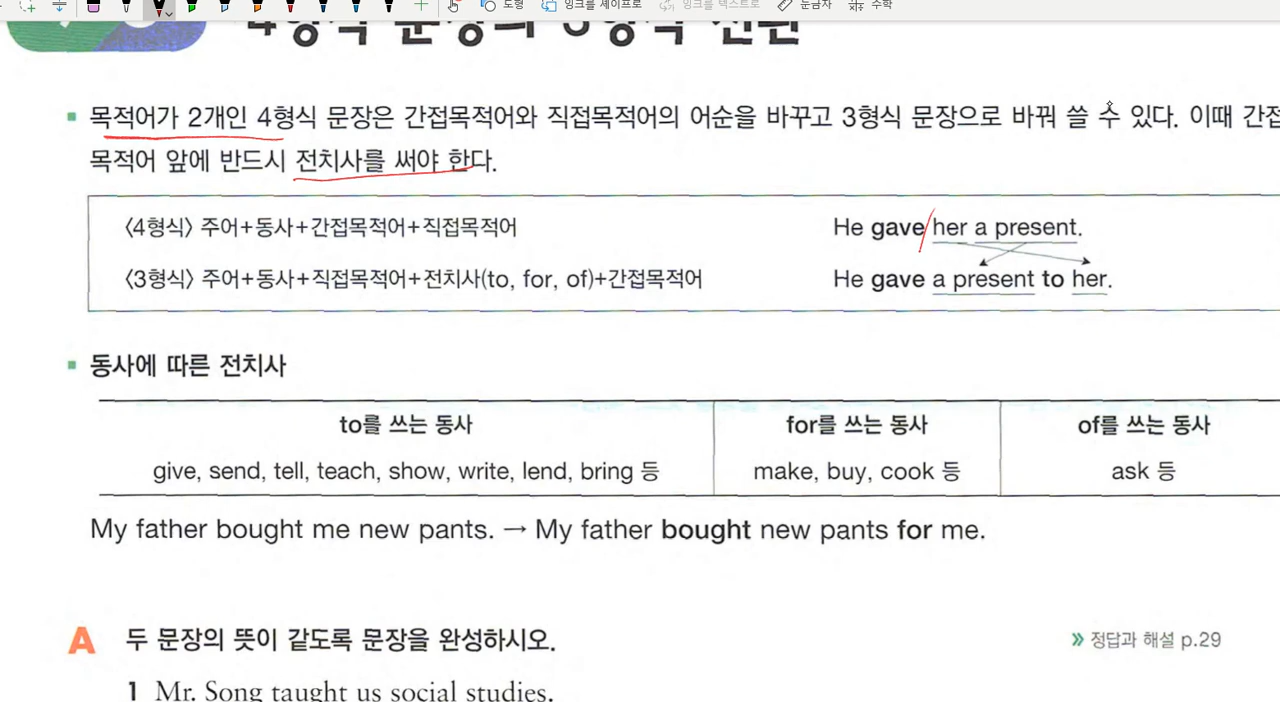 도형 잉크를 셰이프로 잉크를 텍스트로 눈금자 수학
4형식 문장의 3형식 전환
목적어가 2개인 4형식 문장은 간접목적어와 직접목적어의 어순을 바꾸고 3형식 문장으로 바꿔 쓸 수 있다. 이때 간접
목적어 앞에 반드시 전치사를 써야 한다.
〈4형식〉 주어+동사+간접목적어+직접목적어 He gave her a present.
〈3형식〉 주어+동사+직접목적어+전치사(to, for, of)+간접목적어 He gave a present to her.
동사에 따른 전치사
to를 쓰는 동사 for를 쓰는 동사 of를 쓰는 동사
give, send, tell, teach, show, write, lend, bring 등 make, buy, cook 등 ask 등
My father bought me new pants. → My father bought new pants for me.
A 두 문장의 뜻이 같도록 문장을 완성하시오. » 정답과 해설 p.29
1 Mr. Song taught us social studies.